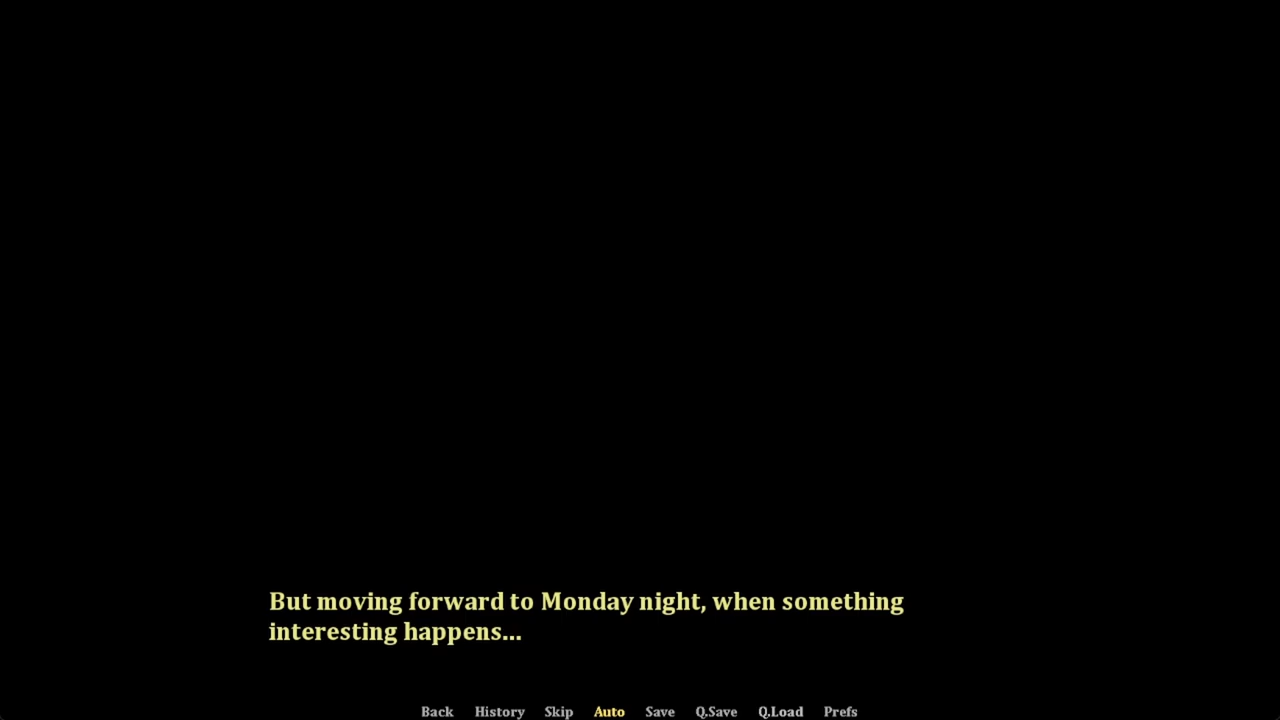 But moving forward to Monday night, when something
interesting happens...
Back History Skip Auto Save Q.Save Q.Load Prefs